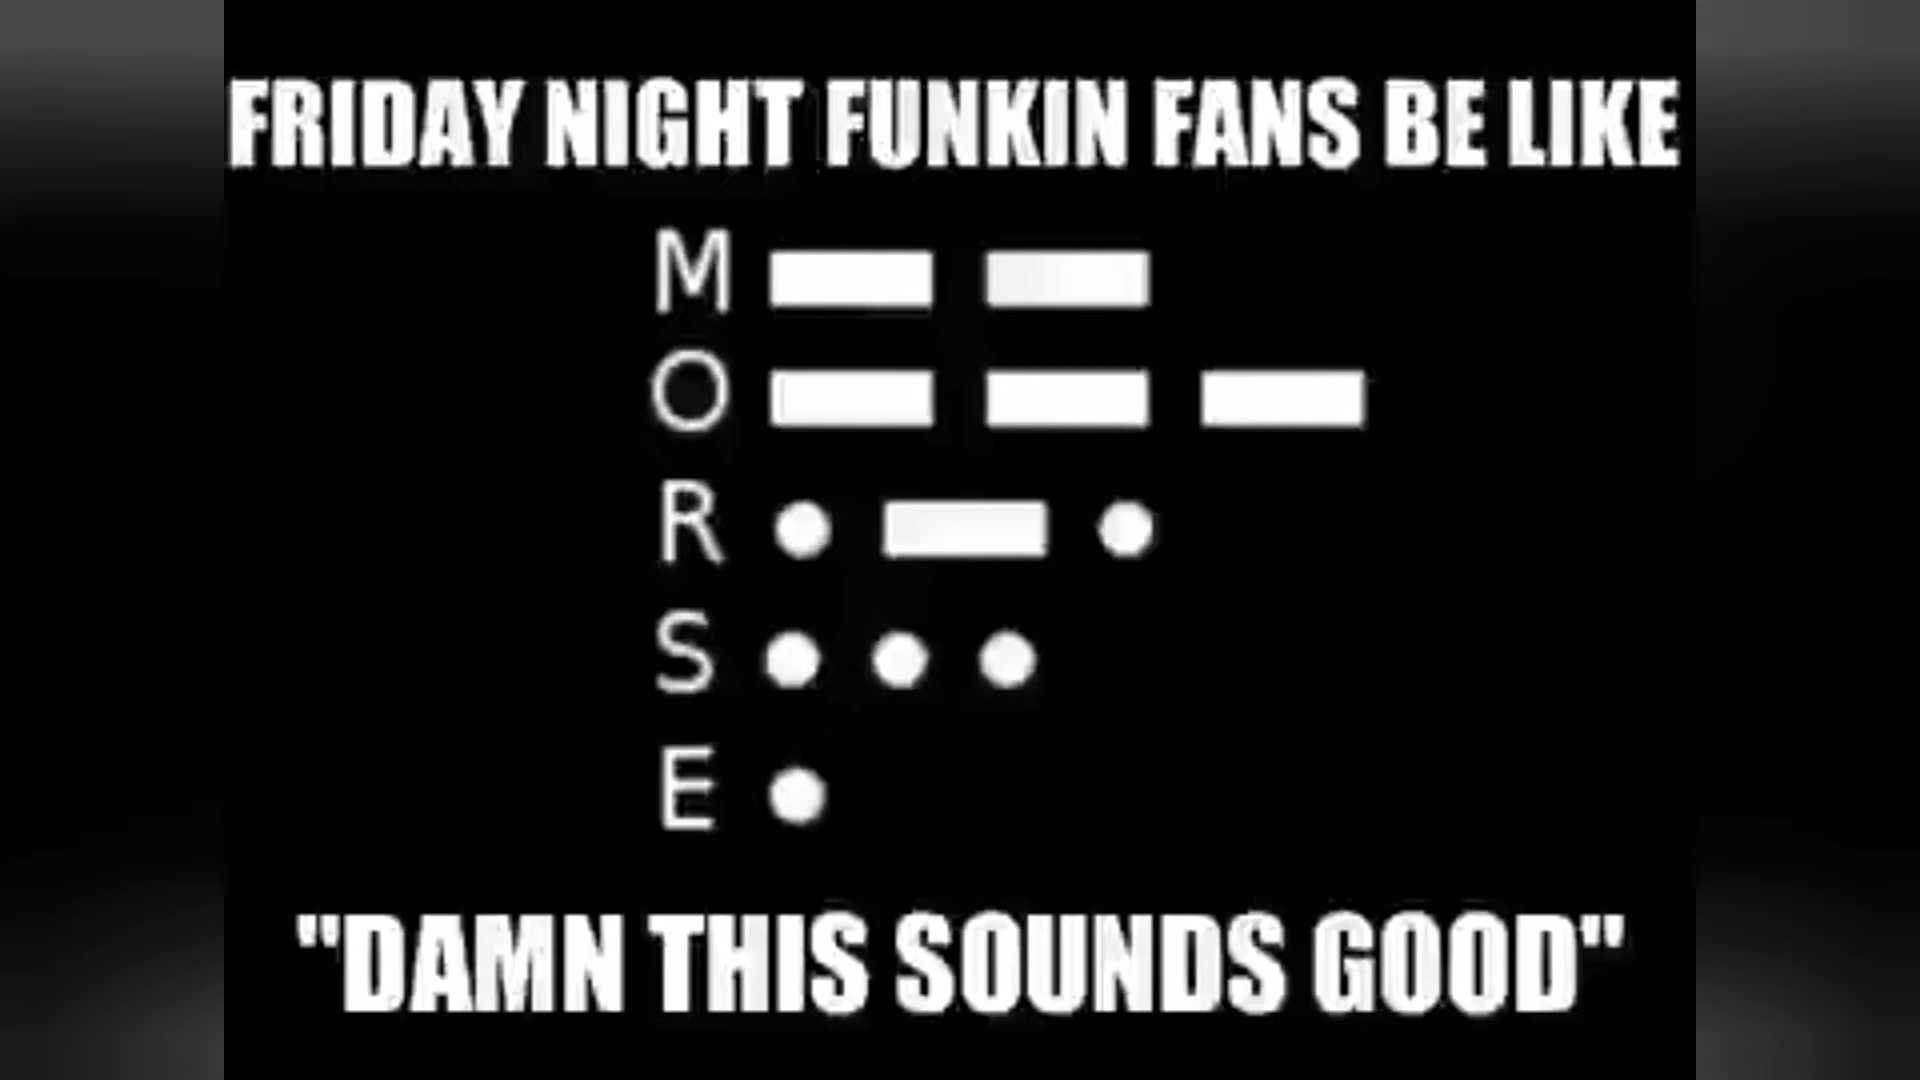 FRIDAY NIGHT FUNKIN FANS BE LIKE
M
O
R
S
E
"DAMN THIS SOUNDS GOOD"